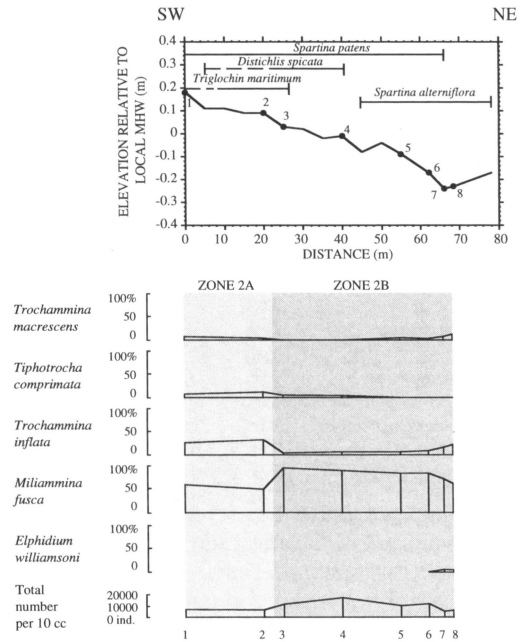 SW NE
Spartina patens
Distichlis spicata
Triglochin maritimum
Spartina alterniflora
ELEVATION RELATIVE TO
LOCAL MHW (m)
0.4
0.3
0.2
0.1
0
-0.1
-0.2
-0.3
-0.4
1 2 3 4 5 6 7 8
0 10 20 30 40 50 60 70 80
DISTANCE (m)
ZONE 2A ZONE 2B
Trochammina
macrescens
100%
50
0
Tiphotrocha
comprimata
100%
50
0
Trochammina
inflata
100%
50
0
Miliammina
fusca
100%
50
0
Elphidium
williamsoni
100%
50
0
Total
number
per 10 cc
20000
10000
0 ind.
1 2 3 4 5 6 7 8